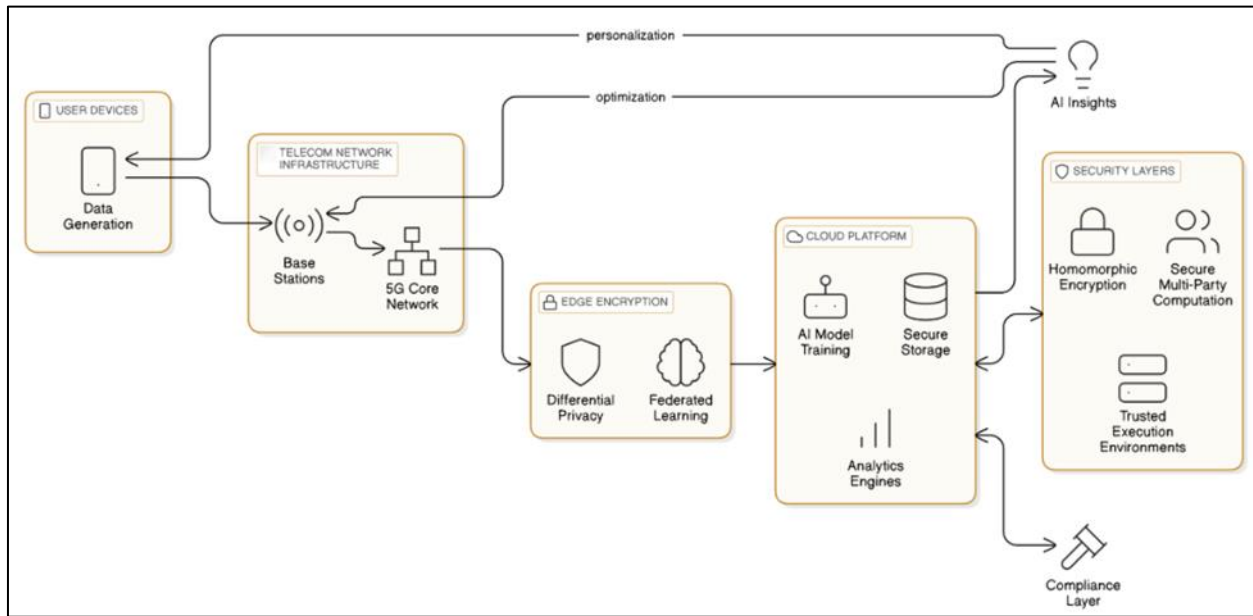 personalization
optimization
AI Insights
USER DEVICES
Data
Generation
TELECOM NETWORK
INFRASTRUCTURE
Base
Stations
5G Core
Network
EDGE ENCRYPTION
Differential
Privacy
Federated
Learning
CLOUD PLATFORM
AI Model
Training
Secure
Storage
Analytics
Engines
SECURITY LAYERS
Homomorphic
Encryption
Secure
Multi-Party
Computation
Trusted
Execution
Environments
Compliance
Layer